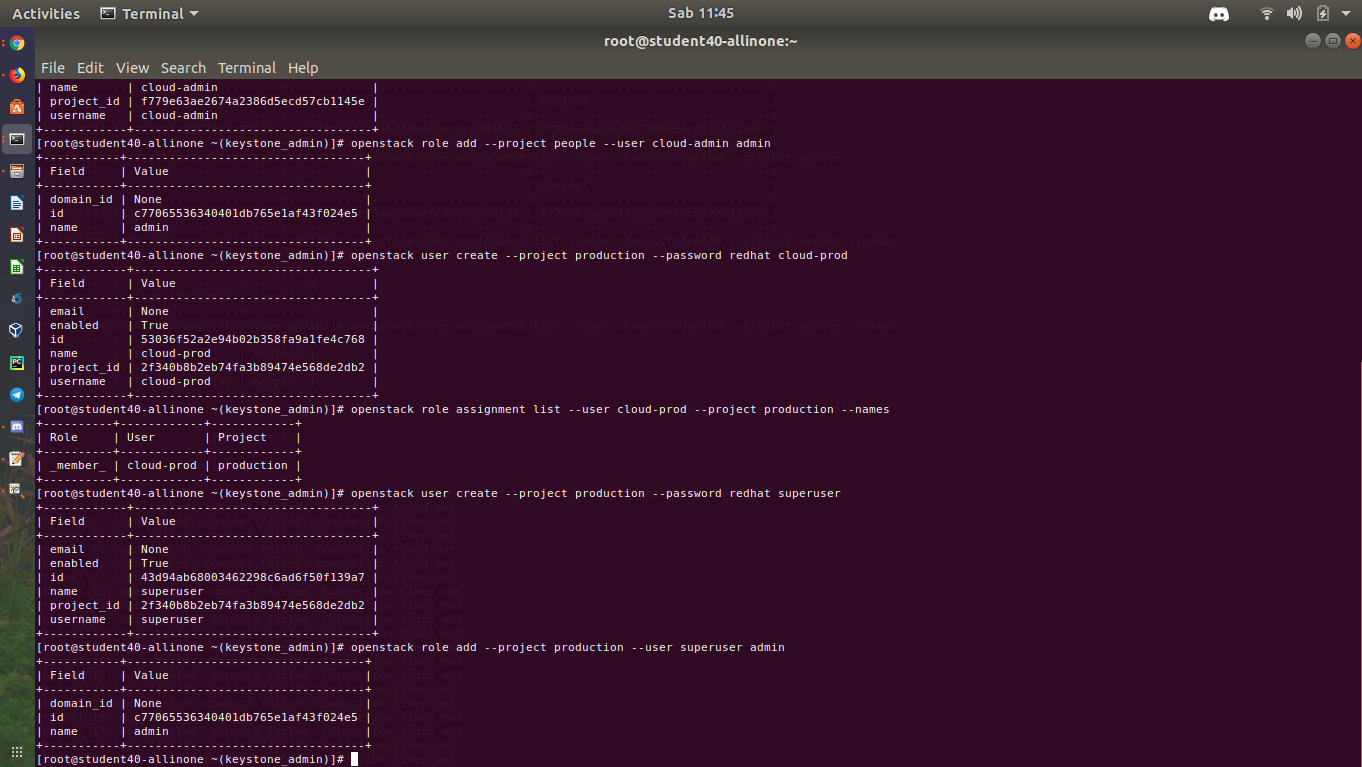 Activities Terminal Sab 11:45
root@student40-allinone:~
File Edit View Search Terminal Help
| name       | cloud-admin                      |
| project_id | f779e63ae2674a2386d5ecd57cb1145e |
| username   | cloud-admin                      |
+------------+----------------------------------+
[root@student40-allinone ~(keystone_admin)]# openstack role add --project people --user cloud-admin admin
+-----------+----------------------------------+
| Field     | Value                            |
+-----------+----------------------------------+
| domain_id | None                             |
| id        | c77065536340401db765e1af43f024e5 |
| name      | admin                            |
+-----------+----------------------------------+
[root@student40-allinone ~(keystone_admin)]# openstack user create --project production --password redhat cloud-prod
+------------+----------------------------------+
| Field      | Value                            |
+------------+----------------------------------+
| email      | None                             |
| enabled    | True                             |
| id         | 53036f52a2e94b02b358fa9a1fe4c768 |
| name       | cloud-prod                       |
| project_id | 2f340b8b2eb74fa3b89474e568de2db2 |
| username   | cloud-prod                       |
+------------+----------------------------------+
[root@student40-allinone ~(keystone_admin)]# openstack role assignment list --user cloud-prod --project production --names
+----------+------------+------------+
| Role     | User       | Project    |
+----------+------------+------------+
| _member_ | cloud-prod | production |
+----------+------------+------------+
[root@student40-allinone ~(keystone_admin)]# openstack user create --project production --password redhat superuser
+------------+----------------------------------+
| Field      | Value                            |
+------------+----------------------------------+
| email      | None                             |
| enabled    | True                             |
| id         | 43d94ab68003462298c6ad6f50f139a7 |
| name       | superuser                        |
| project_id | 2f340b8b2eb74fa3b89474e568de2db2 |
| username   | superuser                        |
+------------+----------------------------------+
[root@student40-allinone ~(keystone_admin)]# openstack role add --project production --user superuser admin
+-----------+----------------------------------+
| Field     | Value                            |
+-----------+----------------------------------+
| domain_id | None                             |
| id        | c77065536340401db765e1af43f024e5 |
| name      | admin                            |
+-----------+----------------------------------+
[root@student40-allinone ~(keystone_admin)]#